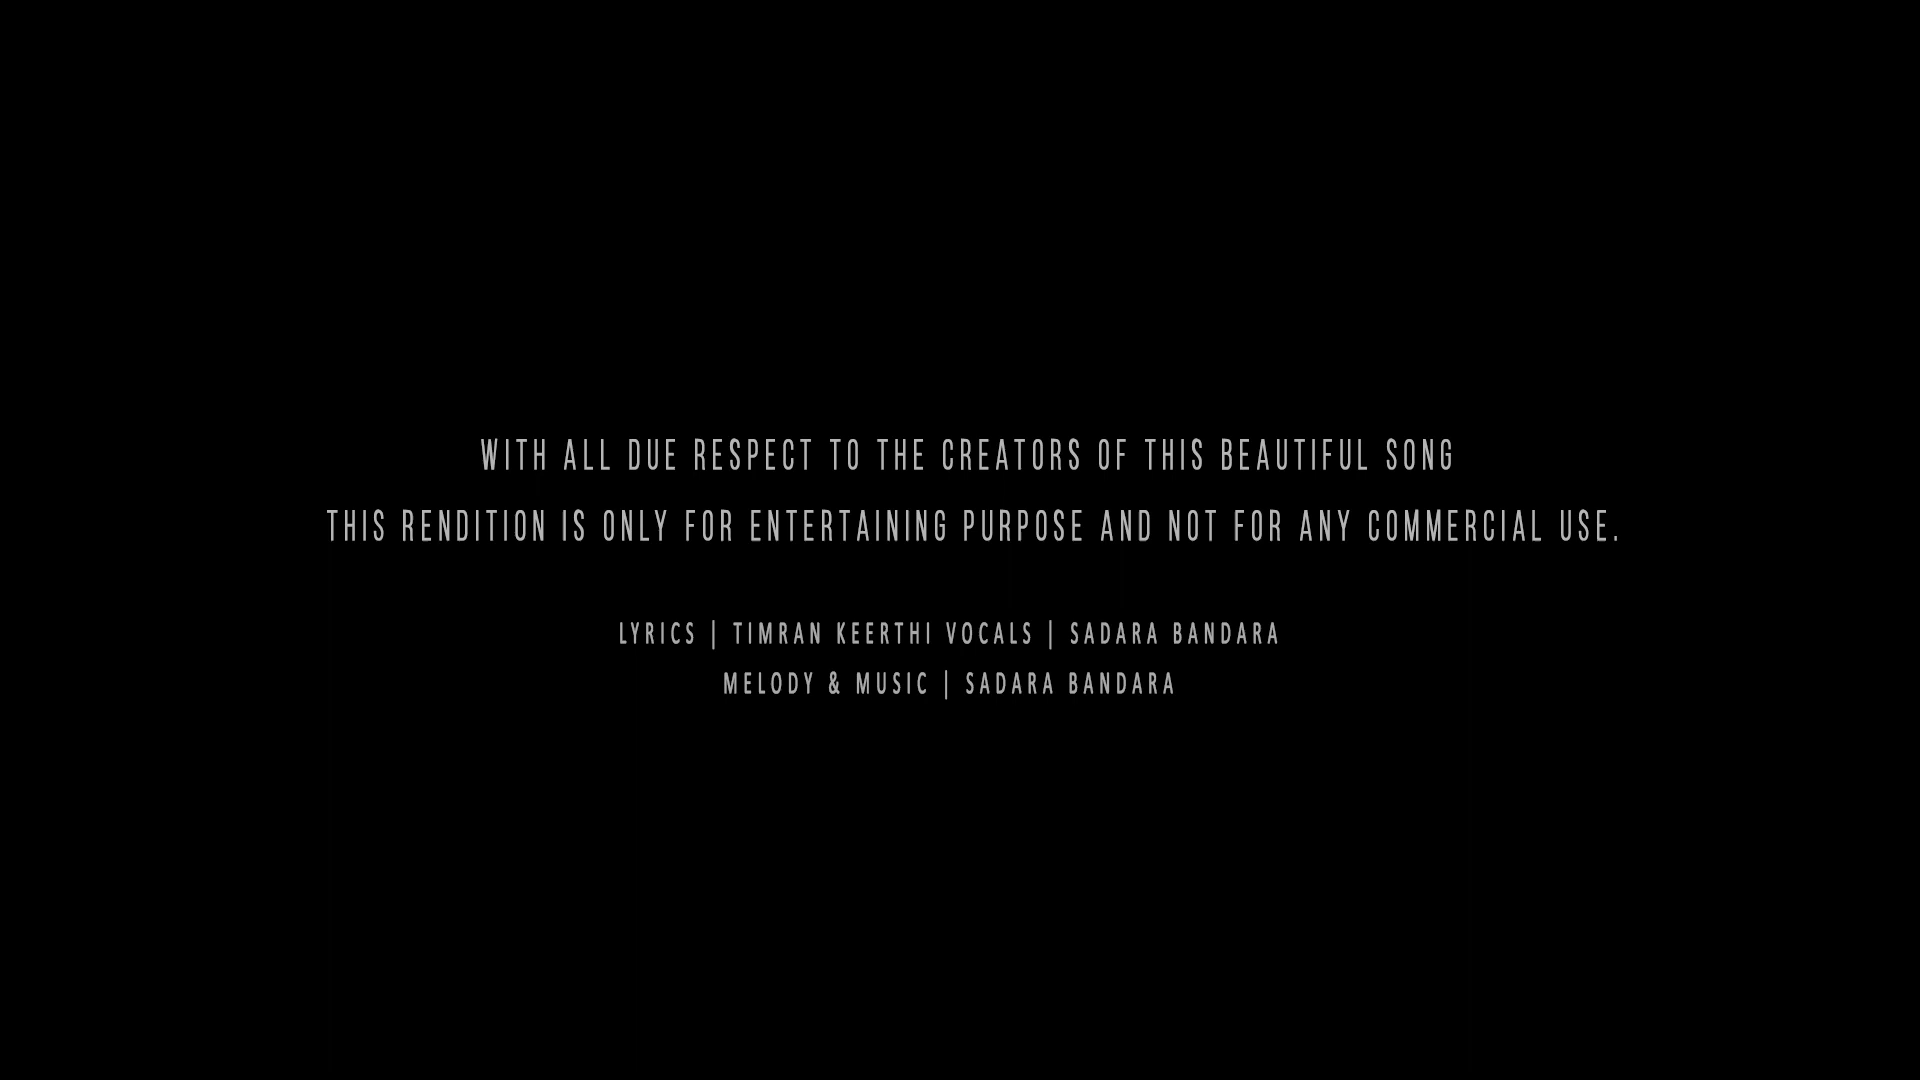 WITH ALL DUE RESPECT TO THE CREATORS OF THIS BEAUTIFUL SONG
THIS RENDITION IS ONLY FOR ENTERTAINING PURPOSE AND NOT FOR ANY COMMERCIAL USE.
LYRICS | TIMRAN KEERTHI VOCALS | SADARA BANDARA
MELODY & MUSIC | SADARA BANDARA